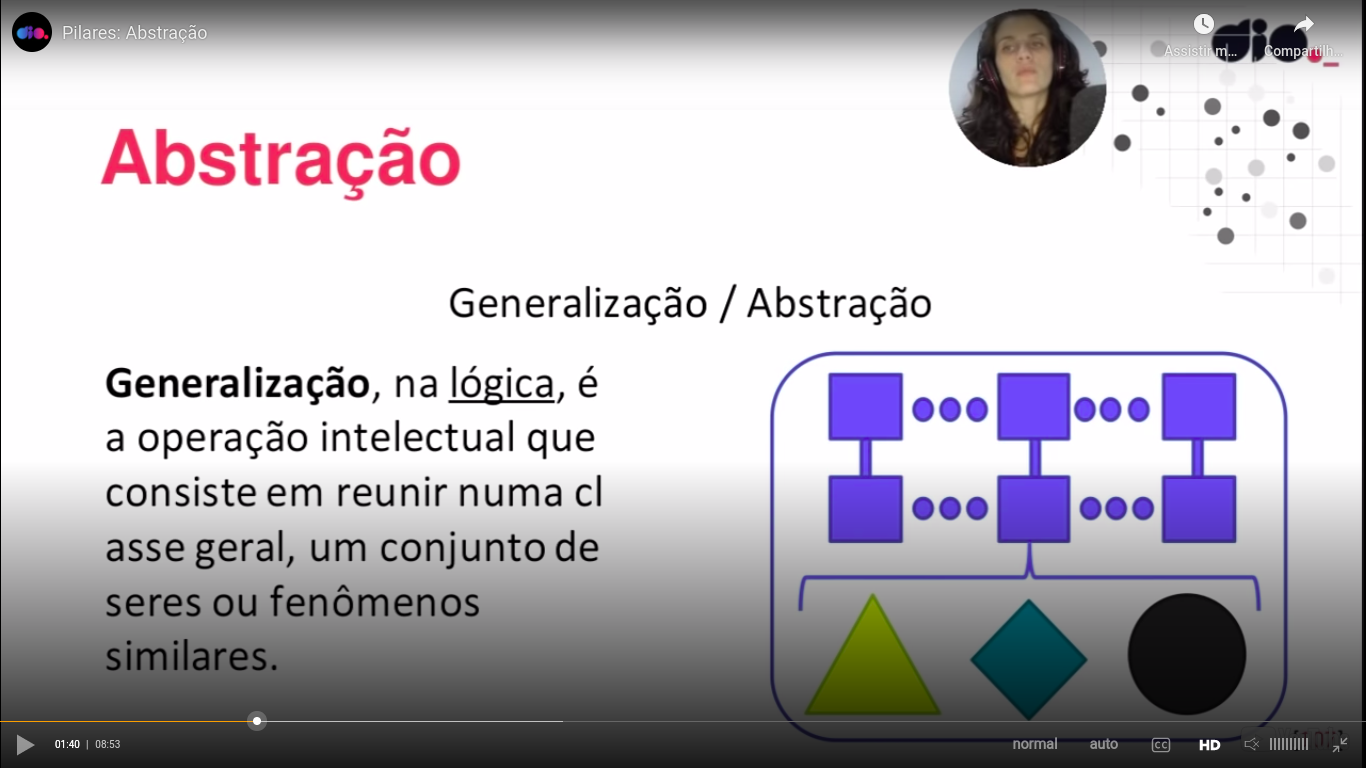 Pilares: Abstração
dio.
Assistir m... Compartilh...
Abstração
Generalização / Abstração
Generalização, na lógica, é
a operação intelectual que
consiste em reunir numa cl
asse geral, um conjunto de
seres ou fenômenos
similares.
01:40 | 08:53
normal auto CC HD